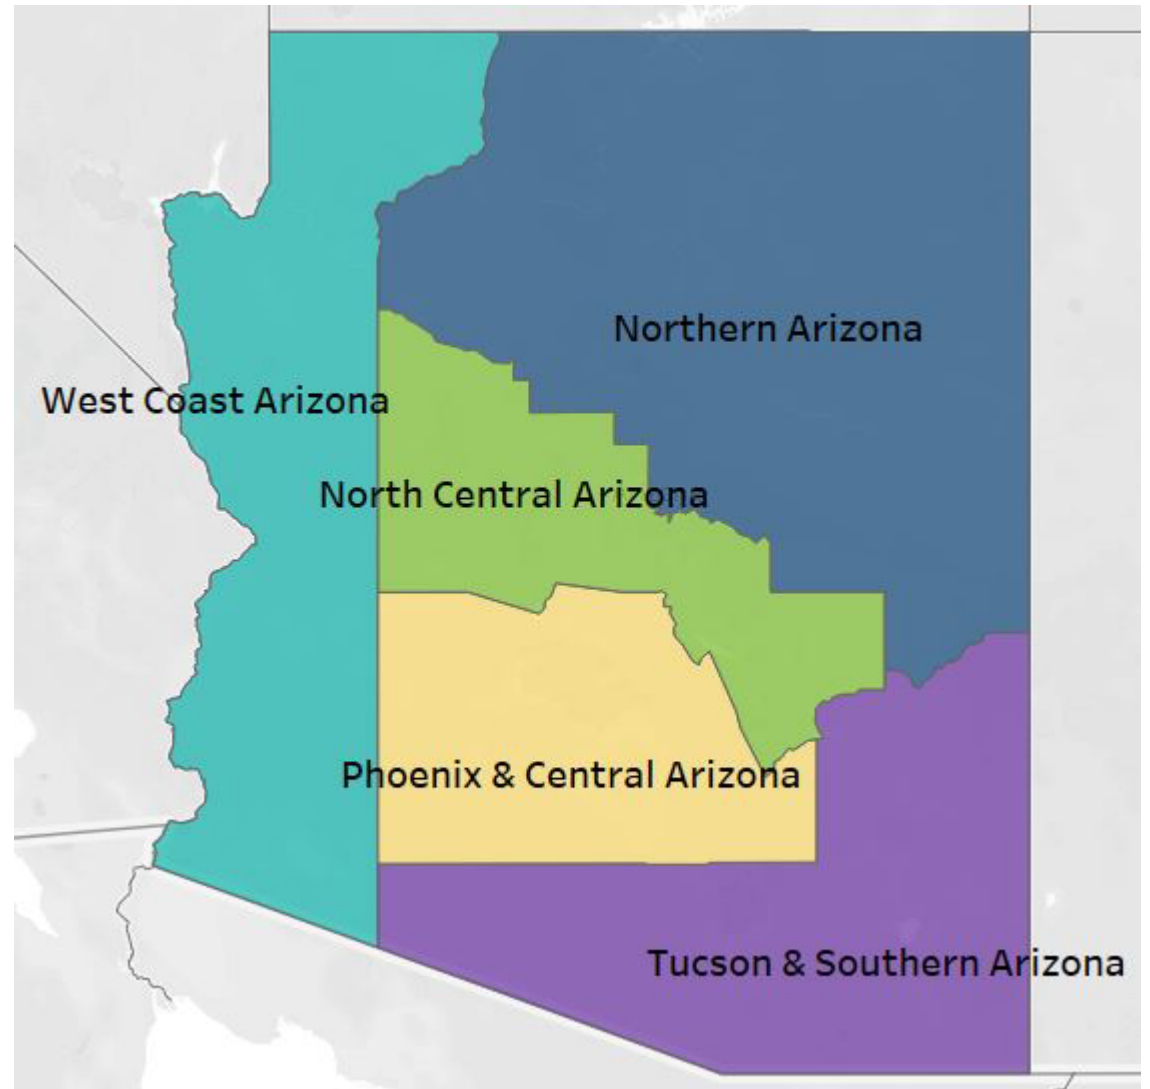 Northern Arizona
West Coast Arizona
North Central Arizona
Phoenix & Central Arizona
Tucson & Southern Arizona